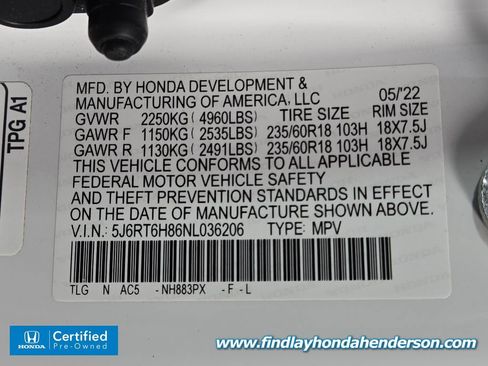 MFD. BY HONDA DEVELOPMENT &
MANUFACTURING OF AMERICA, LLC 05/'22
GVWR 2250KG ( 4960LBS) TIRE SIZE RIM SIZE
GAWR F 1150KG ( 2535LBS) 235/60R18 103H 18X7.5J
GAWR R 1130KG ( 2491LBS) 235/60R18 103H 18X7.5J
THIS VEHICLE CONFORMS TO ALL APPLICABLE
FEDERAL MOTOR VEHICLE SAFETY
AND THEFT PREVENTION STANDARDS IN EFFECT
ON THE DATE OF MANUFACTURE SHOWN ABOVE.
V.I.N.: 5J6RT6H86NL036206 TYPE: MPV
TLG N AC5 - NH883PX - F - L
TPG A1
HONDA
Certified
Pre-Owned
www.findlayhondahenderson.com